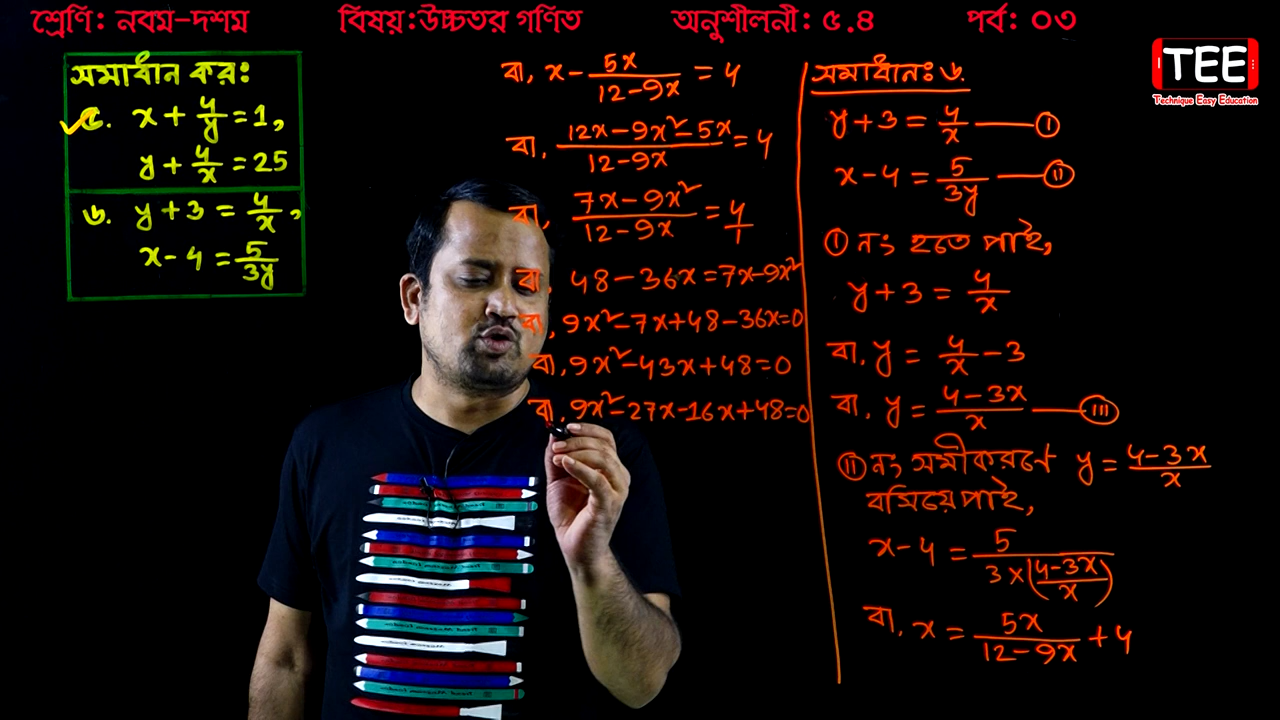 শ্রেণি: নবম-দশম বিষয়:উচ্চতর গণিত অনুশীলনী: ৫.৪ পর্ব: ০৩
TEE
Technique Easy Education
সমাধান কর:
৫. x + 4/y = 1,
y + 4/x = 25
৬. y + 3 = 4/x,
x - 4 = 5/3y
বা, x - 5x/(12-9x) = 4
বা, (12x-9x²-5x)/(12-9x) = 4
বা, (7x-9x²)/(12-9x) = 4/1
বা, 48-36x=7x-9x²
বা, 9x²-7x+48-36x=0
বা, 9x²-43x+48=0
বা, 9x²-27x-16x+48=0
সমাধানঃ ৬.
y+3 = 4/x —— (I)
x-4 = 5/3y —— (II)
(I) নং হতে পাই,
y+3 = 4/x
বা, y = 4/x - 3
বা, y = (4-3x)/x —— (III)
(II) নং সমীকরণে y = (4-3x)/x
বসিয়ে পাই,
x-4 = 5/(3×((4-3x)/x))
বা, x = 5x/(12-9x) + 4